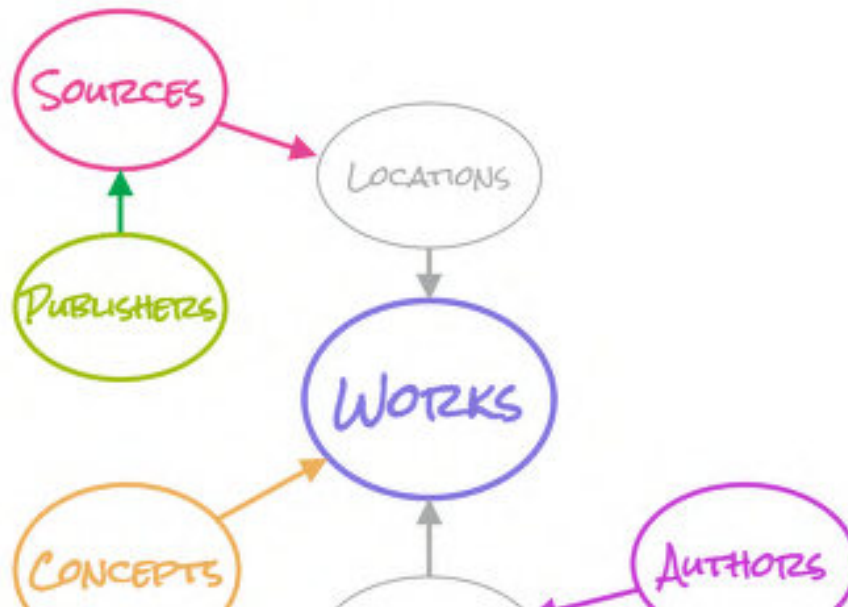 SOURCES
LOCATIONS
PUBLISHERS
WORKS
CONCEPTS
AUTHORS